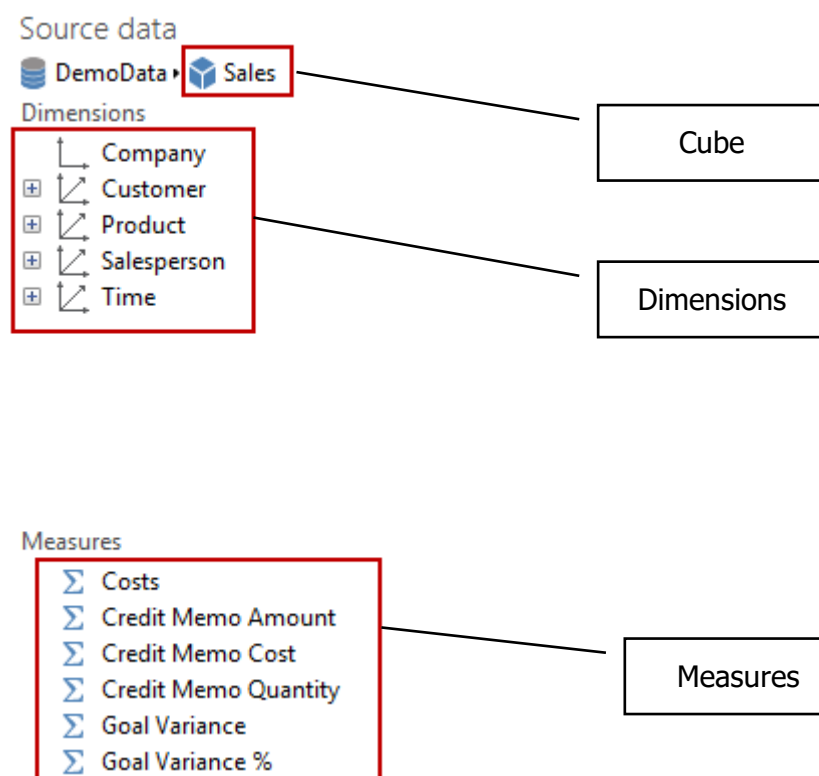 Source data
DemoData Sales
Cube
Dimensions
Company
Customer
Product
Salesperson
Time
Dimensions
Measures
Costs
Credit Memo Amount
Credit Memo Cost
Credit Memo Quantity
Goal Variance
Goal Variance %
Measures